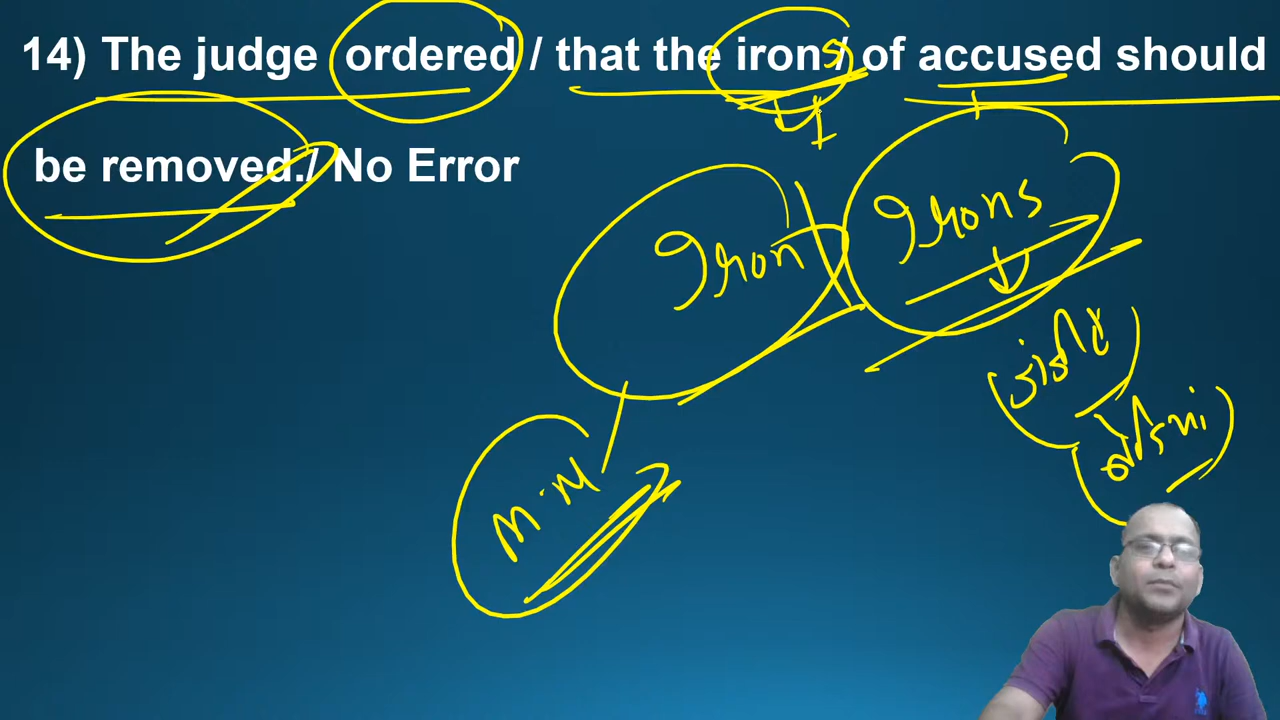 14) The judge ordered / that the irons/ of accused should
be removed./ No Error
Iron
Irons
M.M